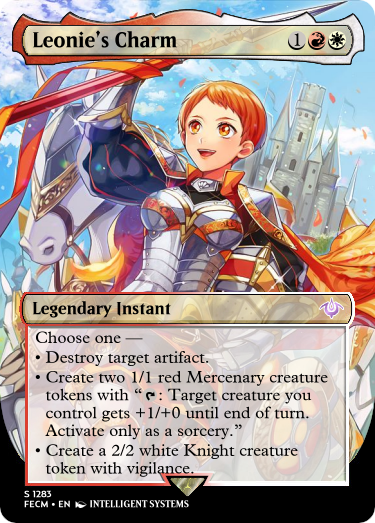 Leonie's Charm 1
Legendary Instant
Choose one —
• Destroy target artifact.
• Create two 1/1 red Mercenary creature
tokens with “: Target creature you
control gets +1/+0 until end of turn.
Activate only as a sorcery.”
• Create a 2/2 white Knight creature
token with vigilance.
S 1283
FECM • EN INTELLIGENT SYSTEMS